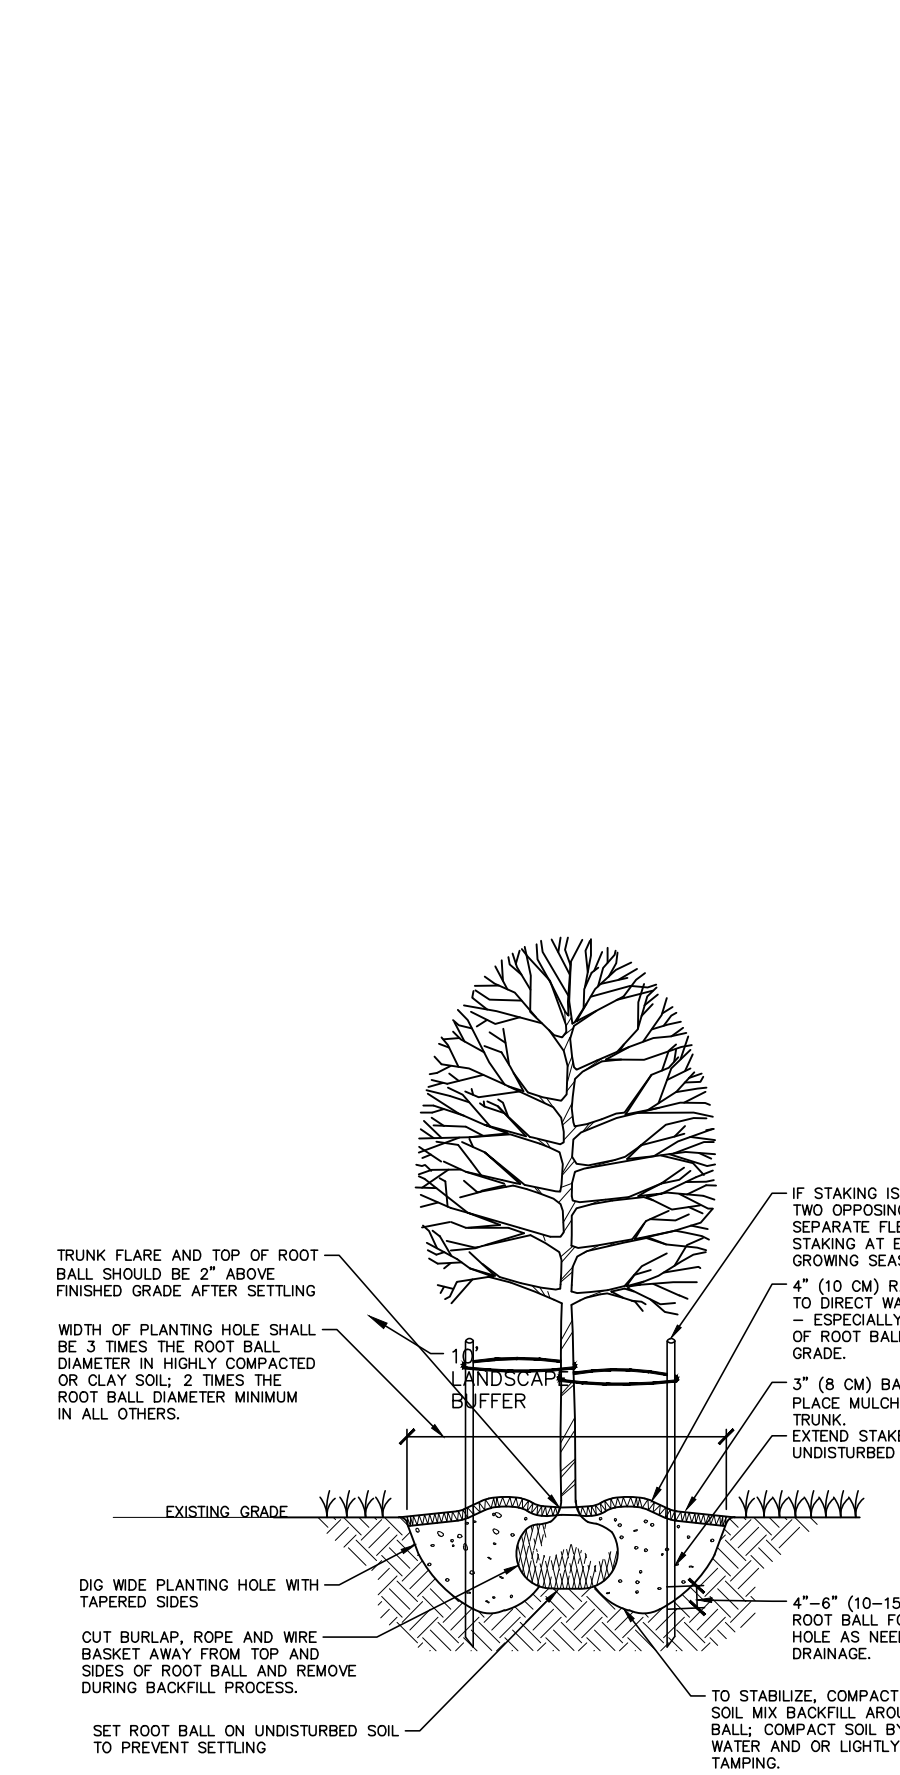 TRUNK FLARE AND TOP OF ROOT
BALL SHOULD BE 2" ABOVE
FINISHED GRADE AFTER SETTLING
WIDTH OF PLANTING HOLE SHALL
BE 3 TIMES THE ROOT BALL
DIAMETER IN HIGHLY COMPACTED
OR CLAY SOIL; 2 TIMES THE
ROOT BALL DIAMETER MINIMUM
IN ALL OTHERS.
10'
LANDSCAPE
BUFFER
EXISTING GRADE
DIG WIDE PLANTING HOLE WITH
TAPERED SIDES
CUT BURLAP, ROPE AND WIRE
BASKET AWAY FROM TOP AND
SIDES OF ROOT BALL AND REMOVE
DURING BACKFILL PROCESS.
SET ROOT BALL ON UNDISTURBED SOIL
TO PREVENT SETTLING
IF STAKING IS
TWO OPPOSING
SEPARATE FLE
STAKING AT E
GROWING SEAS
4" (10 CM) R
TO DIRECT WA
– ESPECIALLY
OF ROOT BALL
GRADE.
3" (8 CM) BA
PLACE MULCH
TRUNK.
EXTEND STAKE
UNDISTURBED
4"–6" (10–15
ROOT BALL FO
HOLE AS NEE
DRAINAGE.
TO STABILIZE, COMPACT
SOIL MIX BACKFILL AROU
BALL; COMPACT SOIL BY
WATER AND OR LIGHTLY
TAMPING.